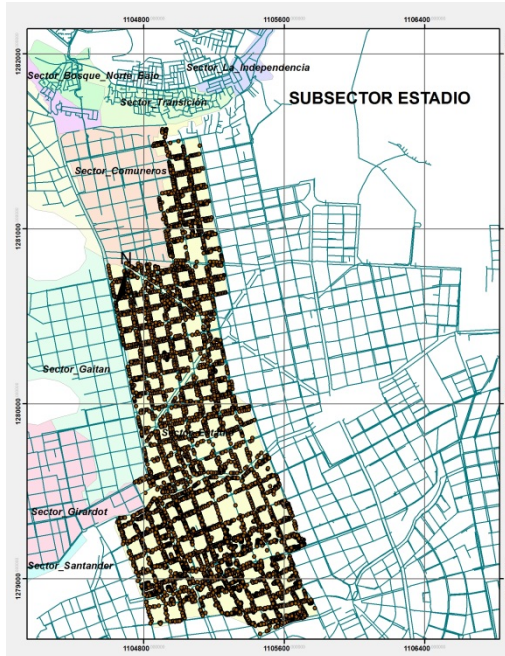 1104800 1105600 1106400
1282000
Sector_La_Independencia
Sector_Bosque_Norte_Bajo
SUBSECTOR ESTADIO
Sector_Transición
Sector_Comuneros
1281000
N
Sector_Gaitan
1280000
Sector_Girardot
Sector_Santander
1279000
1104800 1105600 1106400